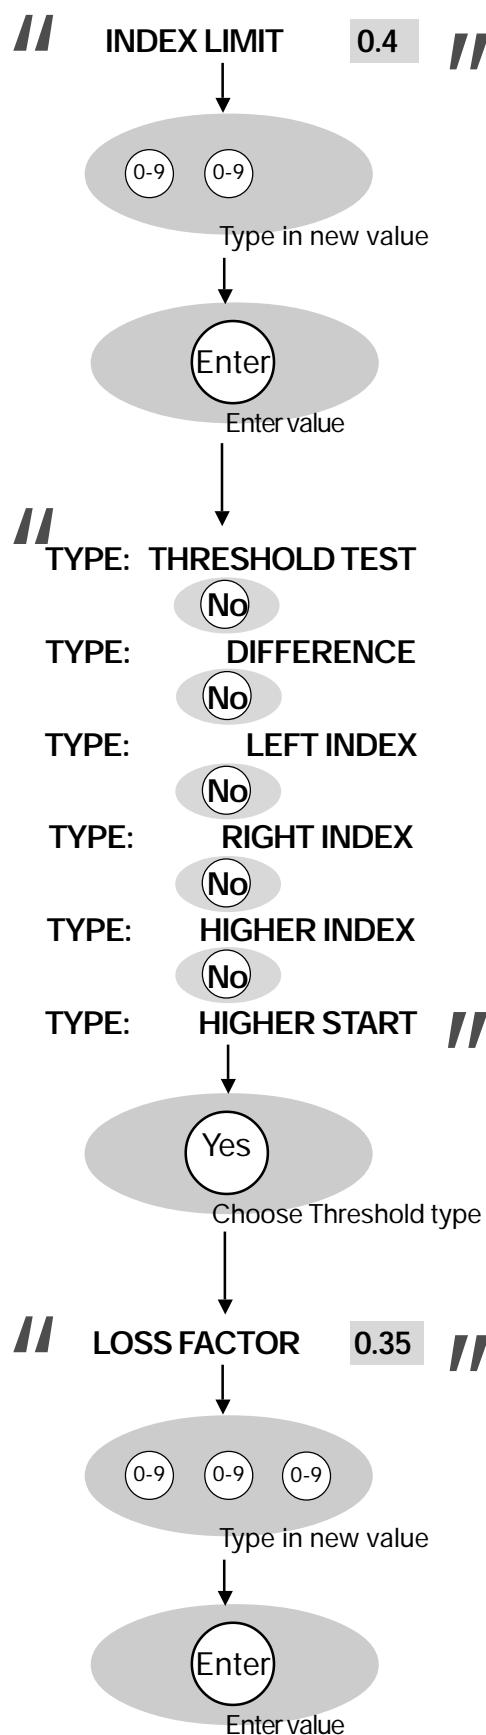 " INDEX LIMIT 0.4 "
0-9 0-9
Type in new value
Enter
Enter value
"
TYPE: THRESHOLD TEST
No
TYPE: DIFFERENCE
No
TYPE: LEFT INDEX
No
TYPE: RIGHT INDEX
No
TYPE: HIGHER INDEX
No
TYPE: HIGHER START "
Yes
Choose Threshold type
" LOSS FACTOR 0.35 "
0-9 0-9 0-9
Type in new value
Enter
Enter value